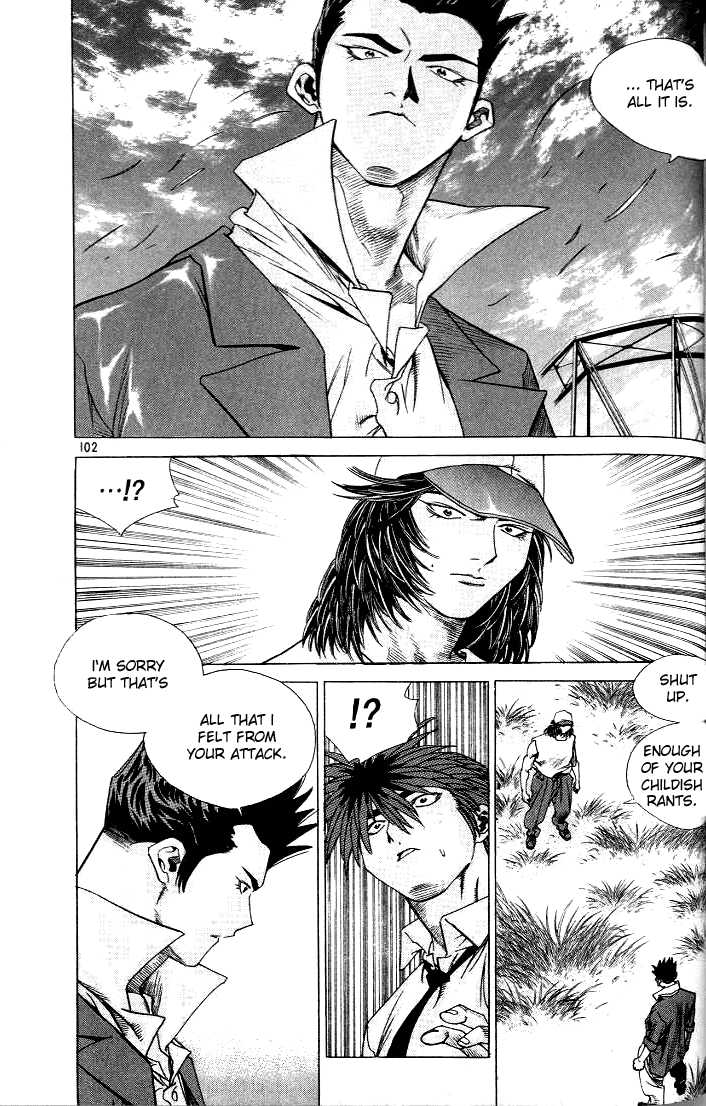 ... THAT'S
ALL IT IS.
102
...!?
SHUT
UP.
ENOUGH
OF YOUR
CHILDISH
RANTS.
!?
I'M SORRY
BUT THAT'S
ALL THAT I
FELT FROM
YOUR ATTACK.